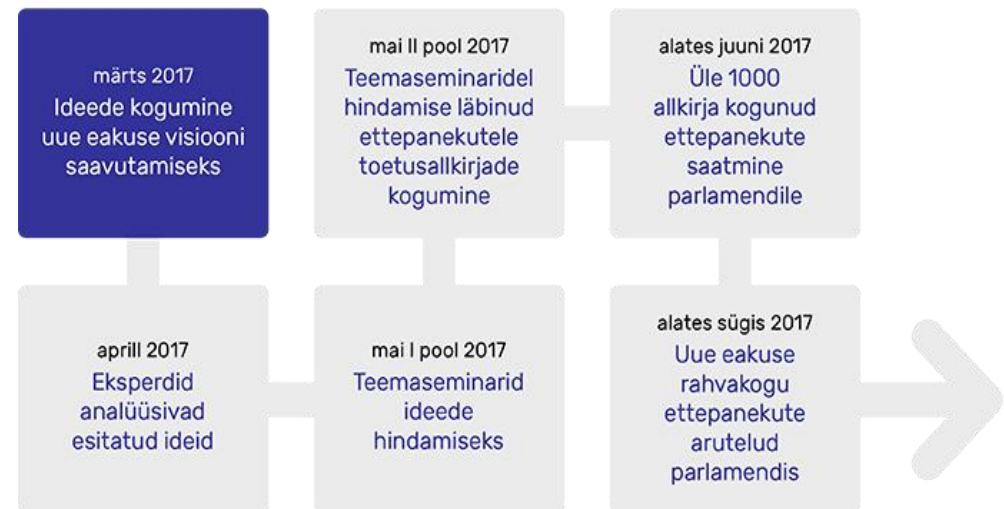 märts 2017
Ideede kogumine
uue eakuse visiooni
saavutamiseks
aprill 2017
Eksperdid
analüüsivad
esitatud ideid
mai I pool 2017
Teemaseminarid
ideede
hindamiseks
mai II pool 2017
Teemaseminaridel
hindamise läbinud
ettepanekutele
toetusallkirjade
kogumine
alates juuni 2017
Üle 1000
allkirja kogunud
ettepanekute
saatmine
parlamendile
alates sügis 2017
Uue eakuse
rahvakogu
ettepanekute
arutelud
parlamendis